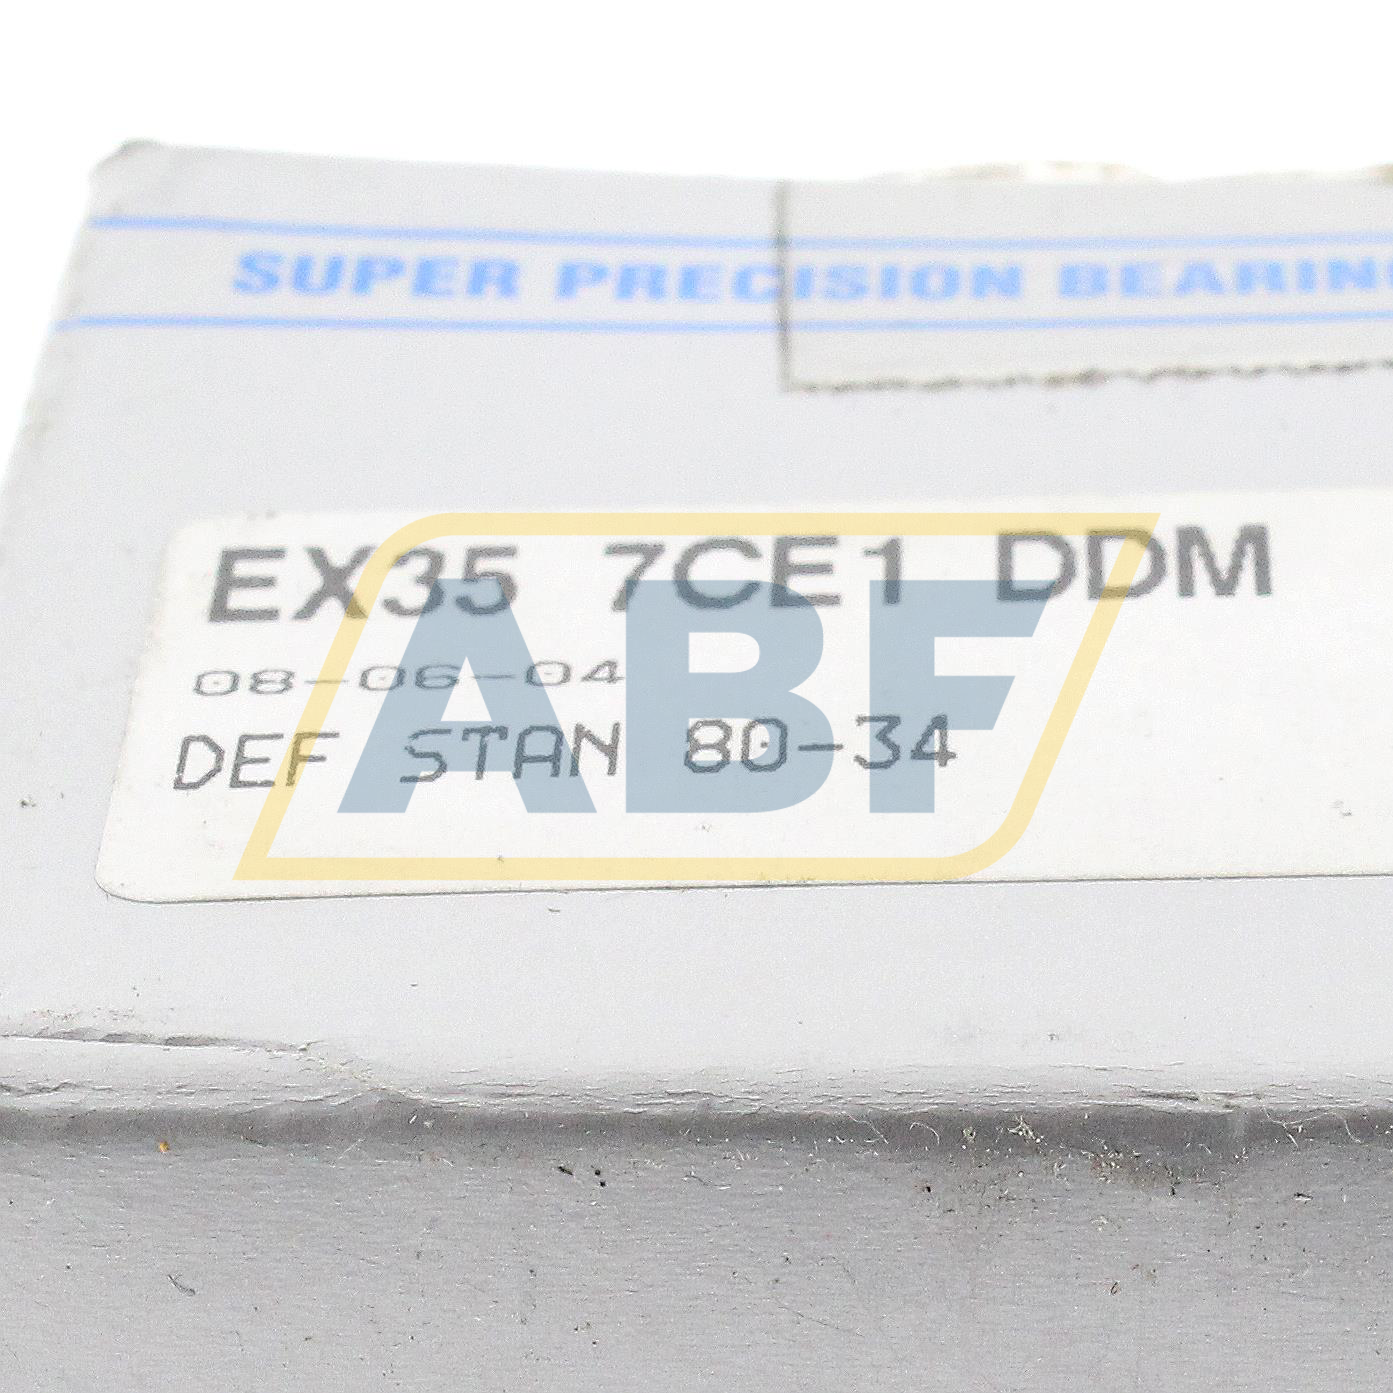 SUPER PRECISION BEARING
EX35 7CE1 DDM
08-06-04
DEF STAN 80-34
ABF